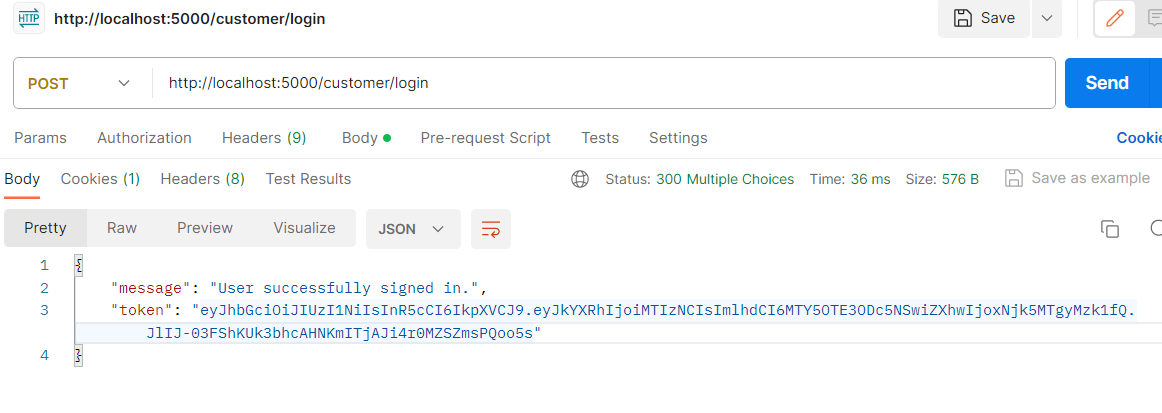 HTTP http://localhost:5000/customer/login Save
POST http://localhost:5000/customer/login Send
Params Authorization Headers (9) Body Pre-request Script Tests Settings Cookie
Body Cookies (1) Headers (8) Test Results Status: 300 Multiple Choices Time: 36 ms Size: 576 B Save as example
Pretty Raw Preview Visualize JSON
1 {
2 "message": "User successfully signed in.",
3 "token": "eyJhbGciOiJIUzI1NiIsInR5cCI6IkpXVCJ9.eyJkYXRhIjoiMTIzNCIsImlhdCI6MTY5OTE3ODc5NSwiZXhwIjoxNjk5MTgyMzk1fQ.
JlIJ-03FShKUk3bhcAHNKmITjAJi4r0MZSZmsPQoo5s"
4 }